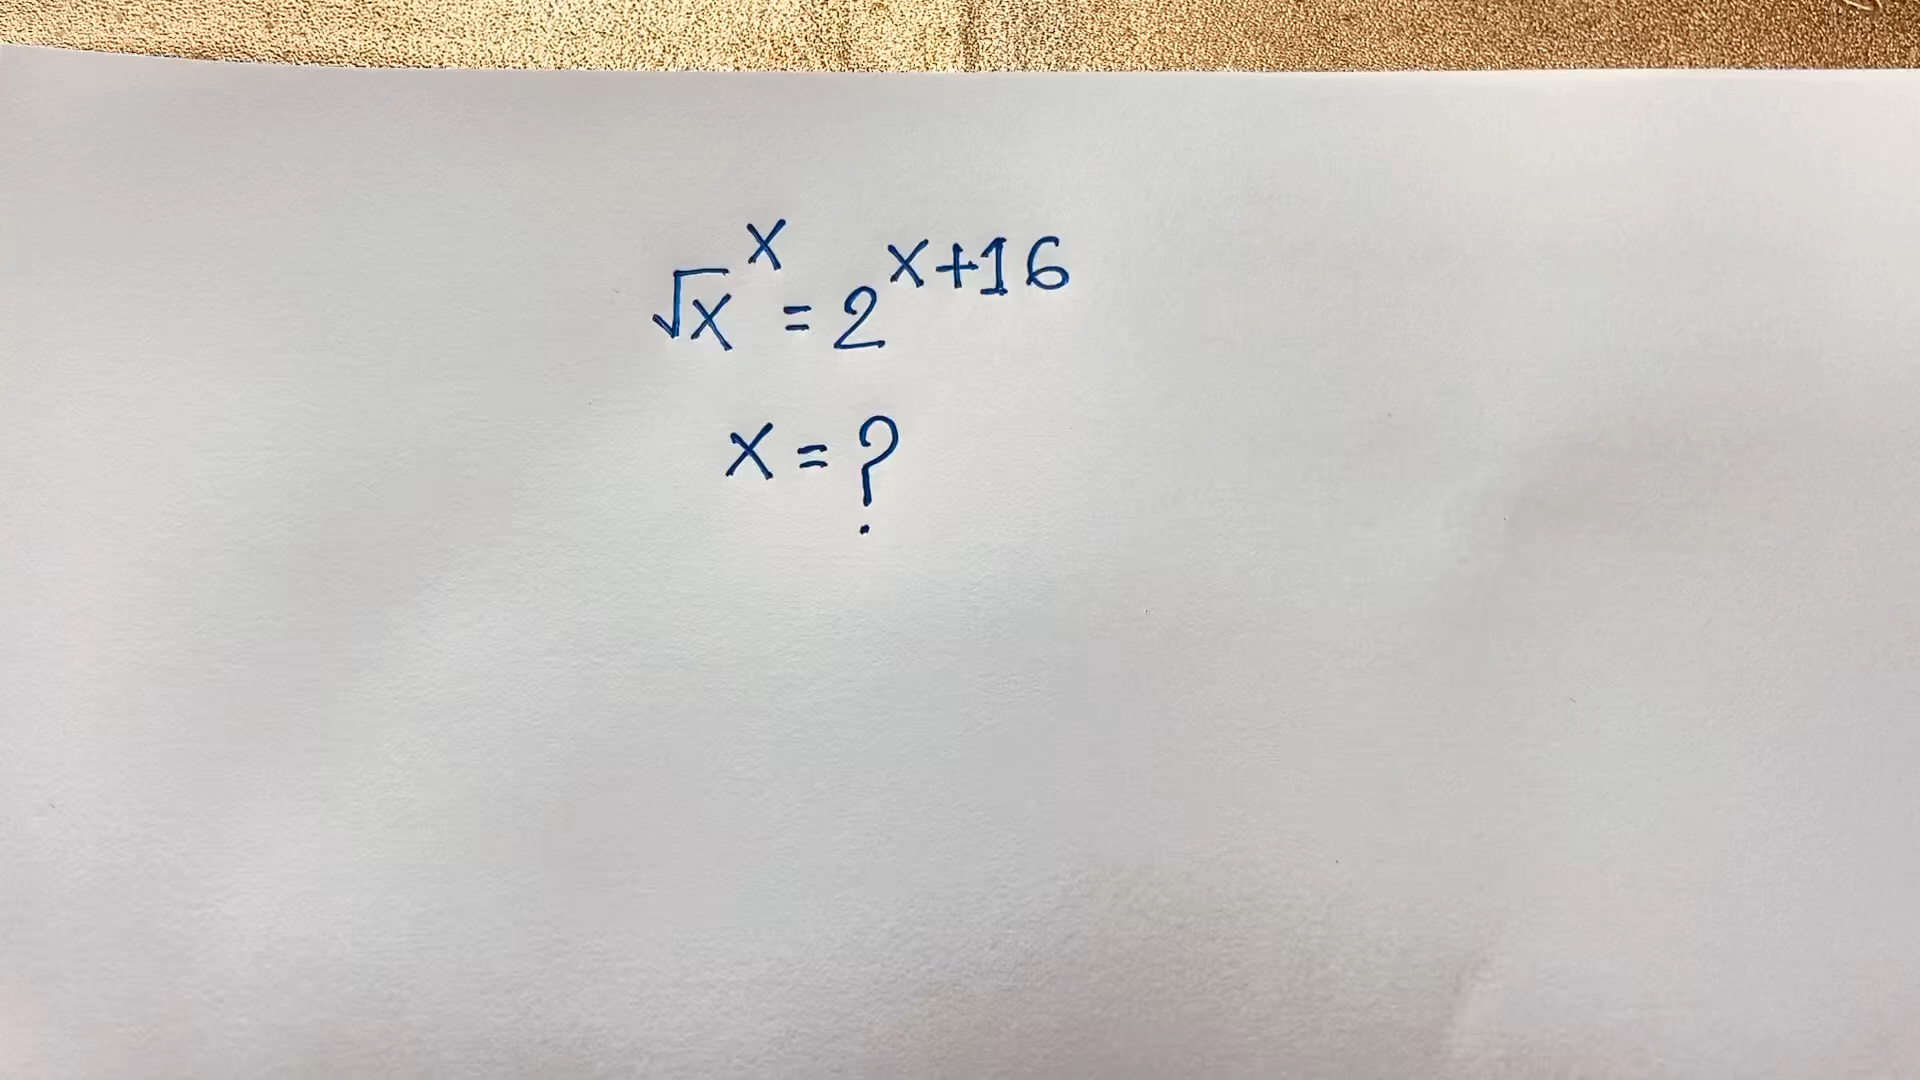 √x^x = 2^x+16
x = ?